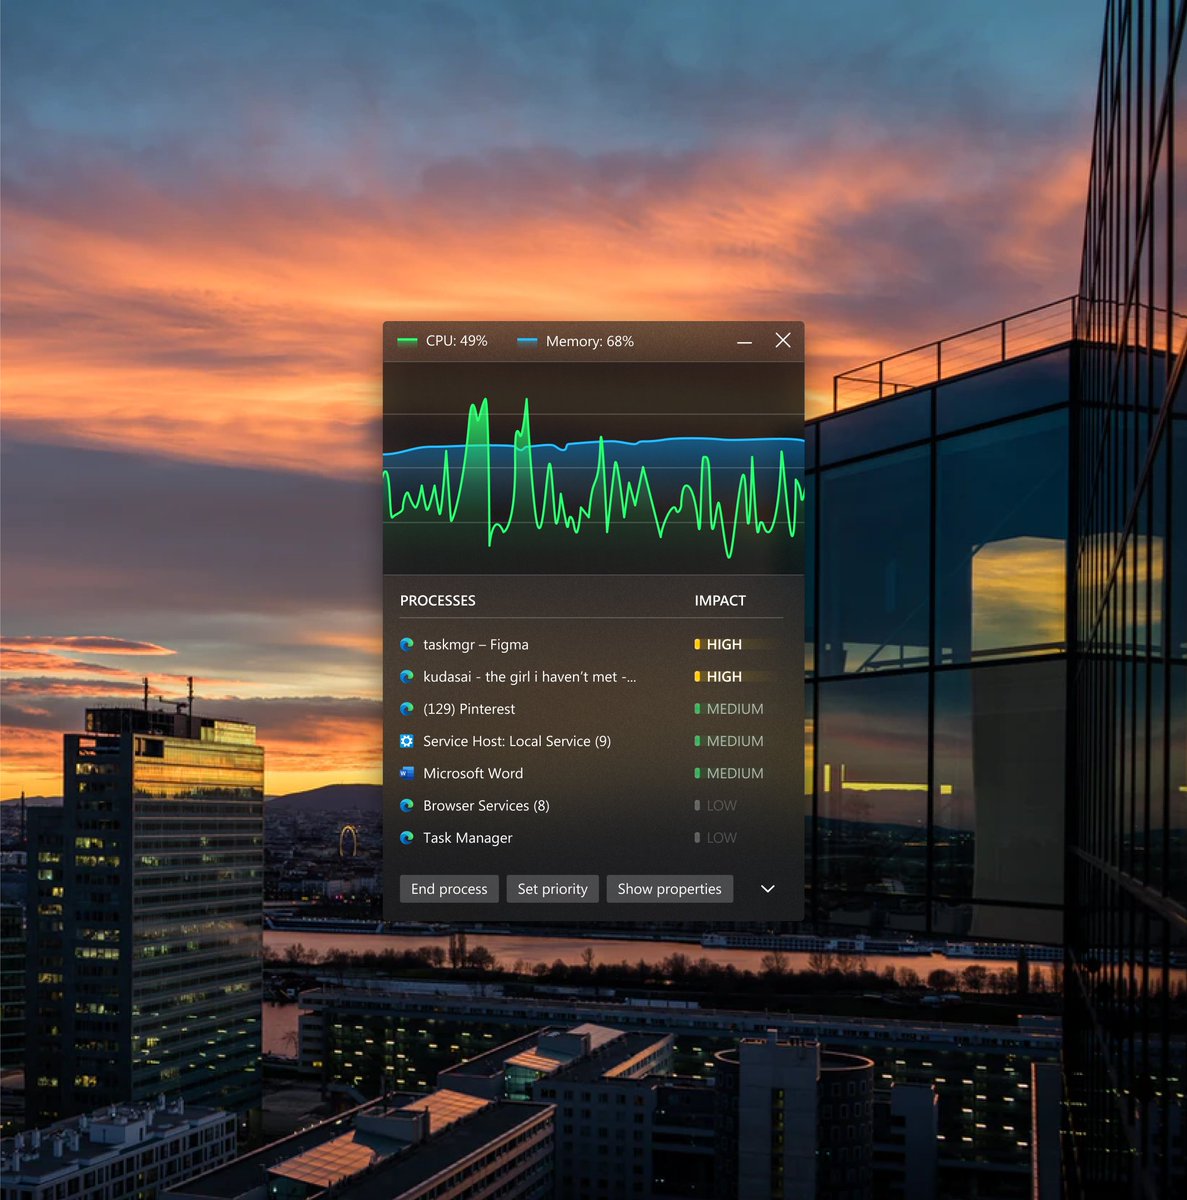 CPU: 49% Memory: 68%
PROCESSES IMPACT
taskmgr – Figma HIGH
kudasai - the girl i haven't met -... HIGH
(129) Pinterest MEDIUM
Service Host: Local Service (9) MEDIUM
Microsoft Word MEDIUM
Browser Services (8) LOW
Task Manager LOW
End process Set priority Show properties